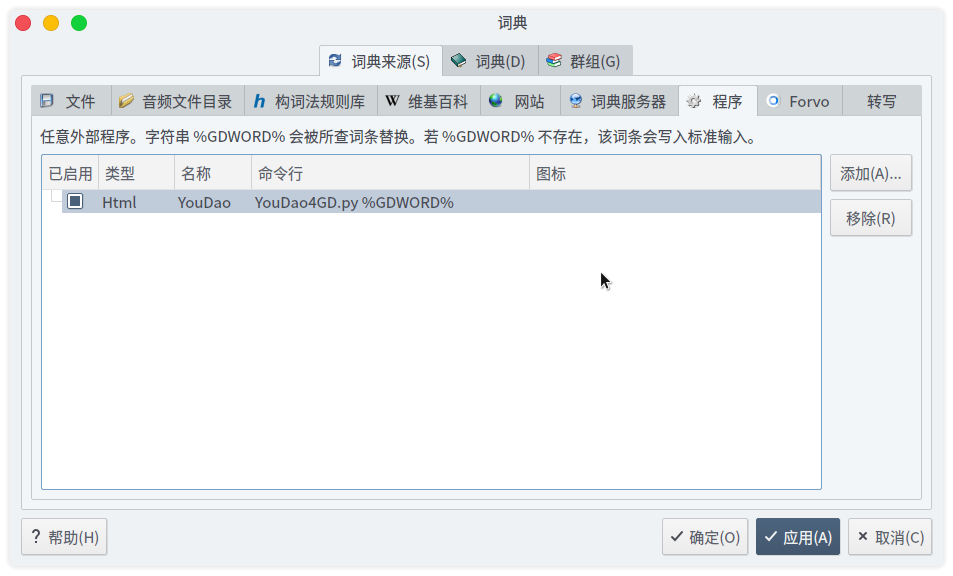 词典
词典来源(S) 词典(D) 群组(G)
文件 音频文件目录 h 构词法规则库 W 维基百科 网站 词典服务器 程序 Forvo 转写
任意外部程序。字符串 %GDWORD% 会被所查词条替换。若 %GDWORD% 不存在，该词条会写入标准输入。
已启用 类型 名称 命令行 图标
Html YouDao YouDao4GD.py %GDWORD%
添加(A)...
移除(R)
? 帮助(H) 确定(O) 应用(A) 取消(C)